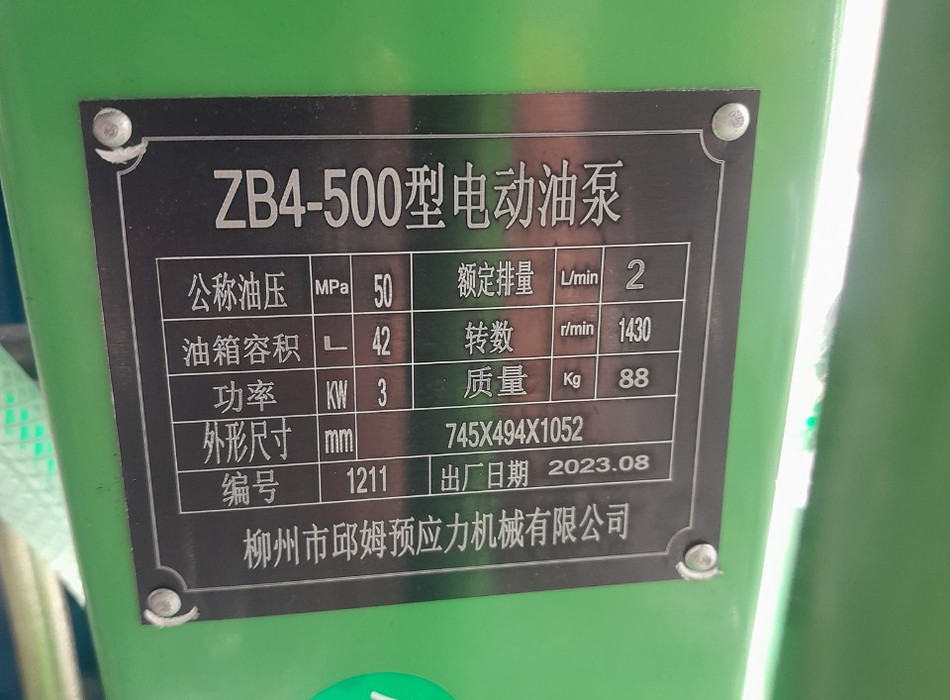 ZB4-500型电动油泵
公称油压 MPa 50 额定排量 L/min 2
油箱容积 L 42 转数 r/min 1430
功率 KW 3 质量 Kg 88
外形尺寸 mm 745X494X1052
编号 1211 出厂日期 2023.08
柳州市邱姆预应力机械有限公司